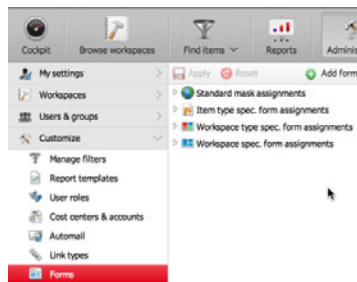 Cockpit
Browse workspaces
Find items
Reports
My settings
Apply
Reset
Add form
Workspaces
Standard mask assignments
Item type spec. form assignments
Users & groups
Workspace type spec. form assignments
Customize
Workspace spec. form assignments
Manage filters
Report templates
User roles
Cost centers & accounts
Automail
Link types
Forms